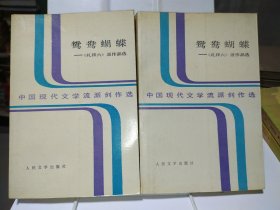 鸳鸯蝴蝶
——《礼拜六》派作品选
中国现代文学流派创作选
人民文学出版社
鸳鸯蝴蝶
——《礼拜六》派作品选
中国现代文学流派创作选
人民文学出版社